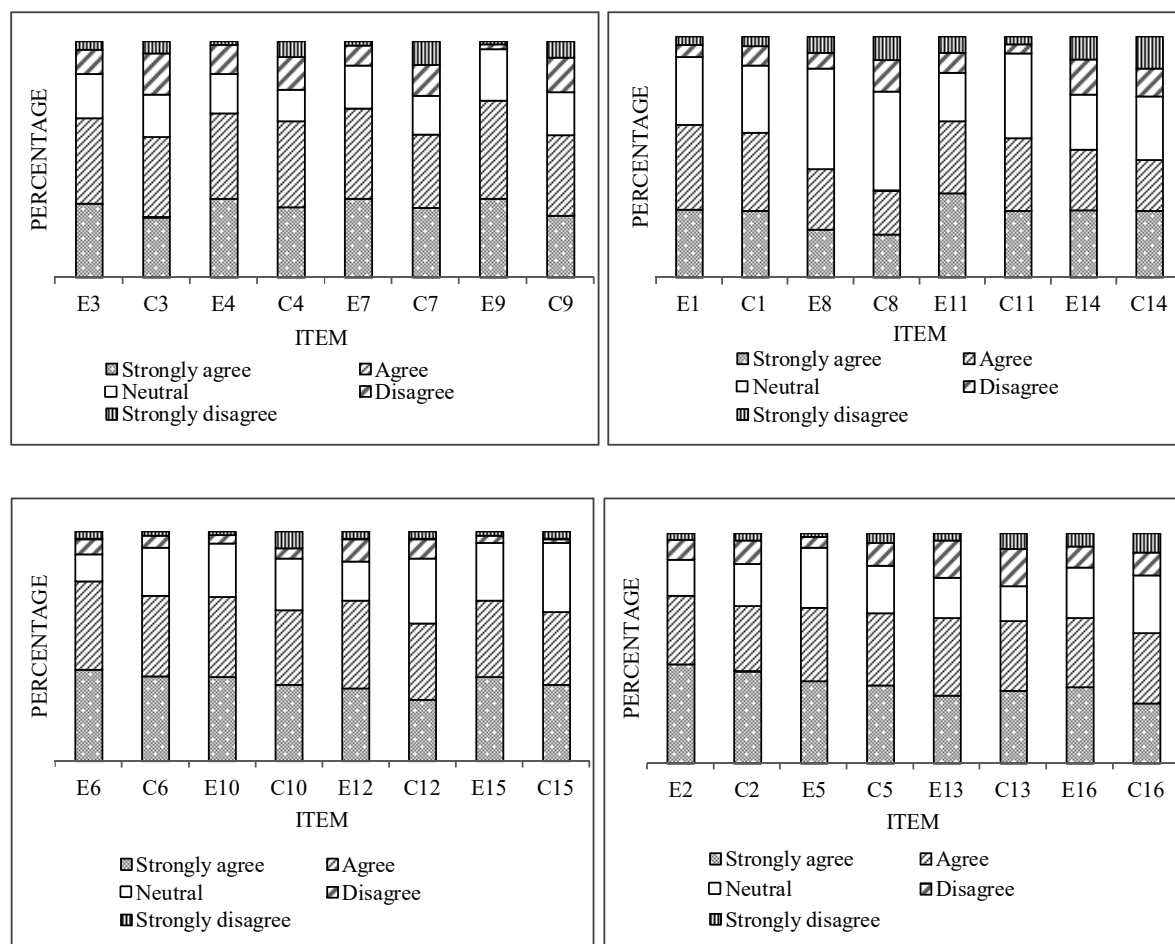 PERCENTAGE
E3 C3 E4 C4 E7 C7 E9 C9
ITEM
Strongly agree Agree
Neutral Disagree
Strongly disagree
PERCENTAGE
E1 C1 E8 C8 E11 C11 E14 C14
ITEM
Strongly agree Agree
Neutral Disagree
Strongly disagree
PERCENTAGE
E6 C6 E10 C10 E12 C12 E15 C15
ITEM
Strongly agree Agree
Neutral Disagree
Strongly disagree
PERCENTAGE
E2 C2 E5 C5 E13 C13 E16 C16
ITEM
Strongly agree Agree
Neutral Disagree
Strongly disagree